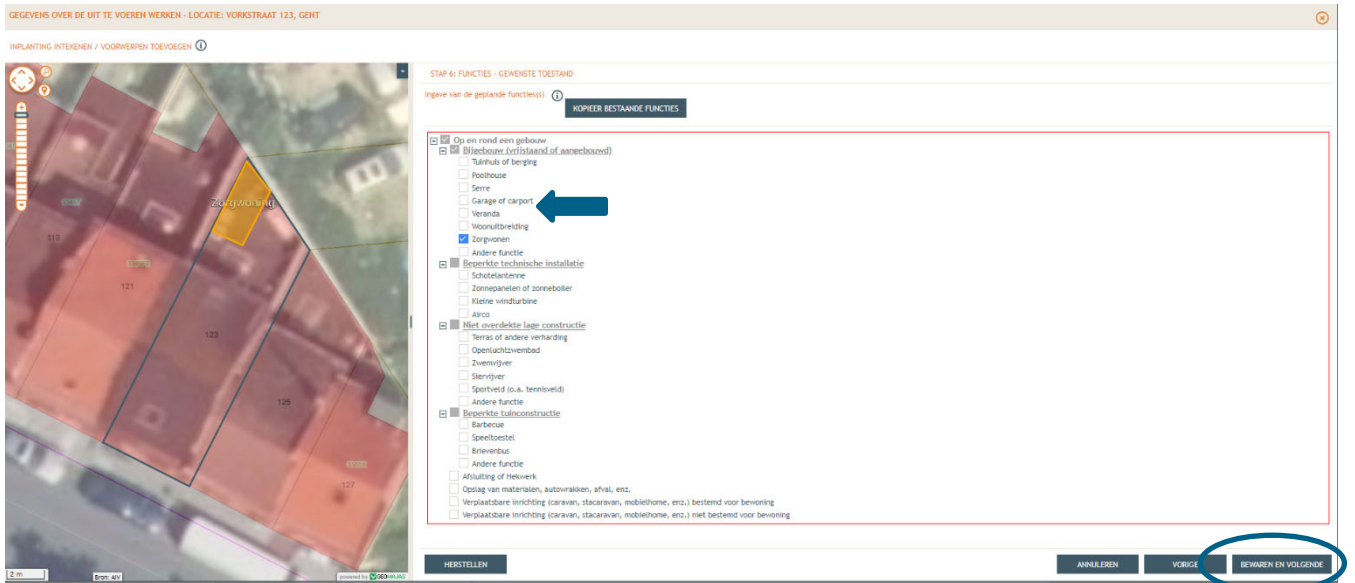 GEGEVENS OVER DE UIT TE VOEREN WERKEN - LOCATIE: VORKSTRAAT 123, GENT
INPLANTING INTEKENEN / VOORWERPEN TOEVOEGEN
Zorgwoning
119
121
123
125
127
2 m
Bron: AIV
powered by GEOMAJAS
STAP 6: FUNCTIES - GEWENSTE TOESTAND
Ingave van de geplande functies(s)
KOPIEER BESTAANDE FUNCTIES
Op en rond een gebouw
Bijgebouw (vrijstaand of aangebouwd)
Tuinhuis of berging
Poolhouse
Serre
Garage of carport
Veranda
Woonuitbreiding
Zorgwonen
Andere functie
Beperkte technische installatie
Schotelantenne
Zonnepanelen of zonneboiler
Kleine windturbine
Airco
Niet overdekte lage constructie
Terras of andere verharding
Openluchtzwembad
Zwemvijver
Siervijver
Sportveld (o.a. tennisveld)
Andere functie
Beperkte tuinconstructie
Barbecue
Speeltoestel
Brievenbus
Andere functie
Afsluiting of Hekwerk
Opslag van materialen, autowrakken, afval, enz.
Verplaatsbare inrichting (caravan, stacaravan, mobielhome, enz.) bestemd voor bewoning
Verplaatsbare inrichting (caravan, stacaravan, mobielhome, enz.) niet bestemd voor bewoning
HERSTELLEN
ANNULEREN
VORIGE
BEWAREN EN VOLGENDE